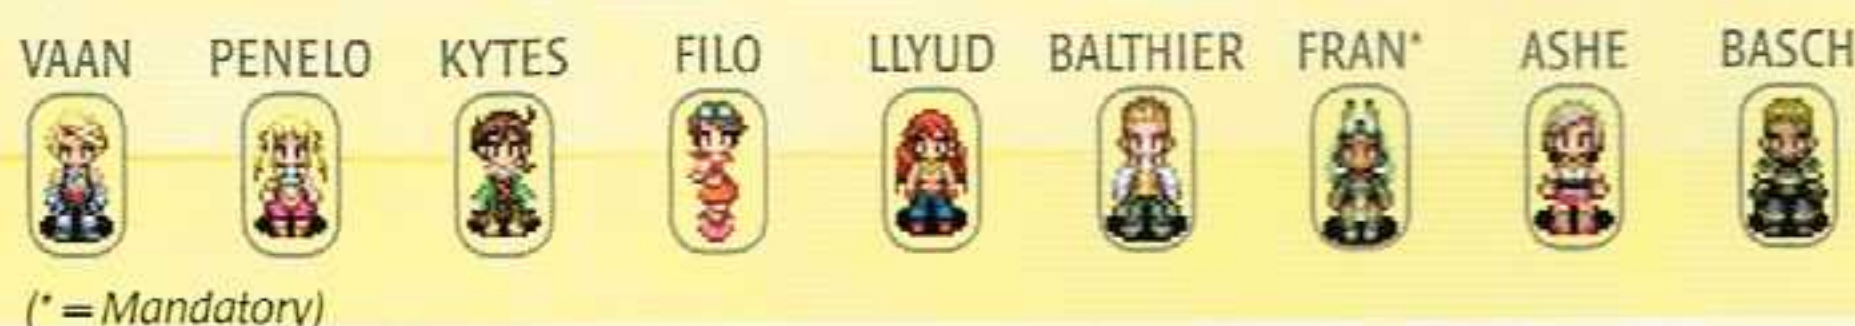 VAAN PENELO KYTES FILO LLYUD BALTHIER FRAN* ASHE BASCH
(* = Mandatory)